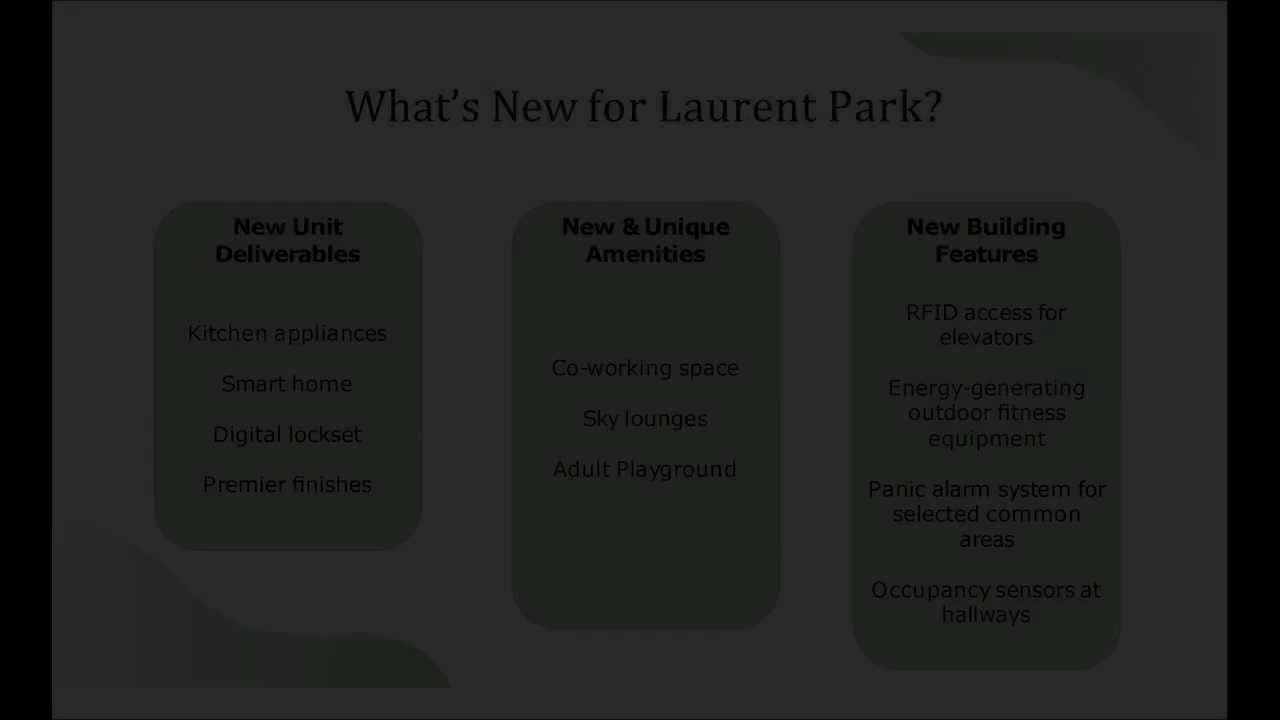 What's New for Laurent Park?
New Unit
Deliverables
Kitchen appliances
Smart home
Digital lockset
Premier finishes
New & Unique
Amenities
Co-working space
Sky lounges
Adult Playground
New Building
Features
RFID access for
elevators
Energy-generating
outdoor fitness
equipment
Panic alarm system for
selected common
areas
Occupancy sensors at
hallways